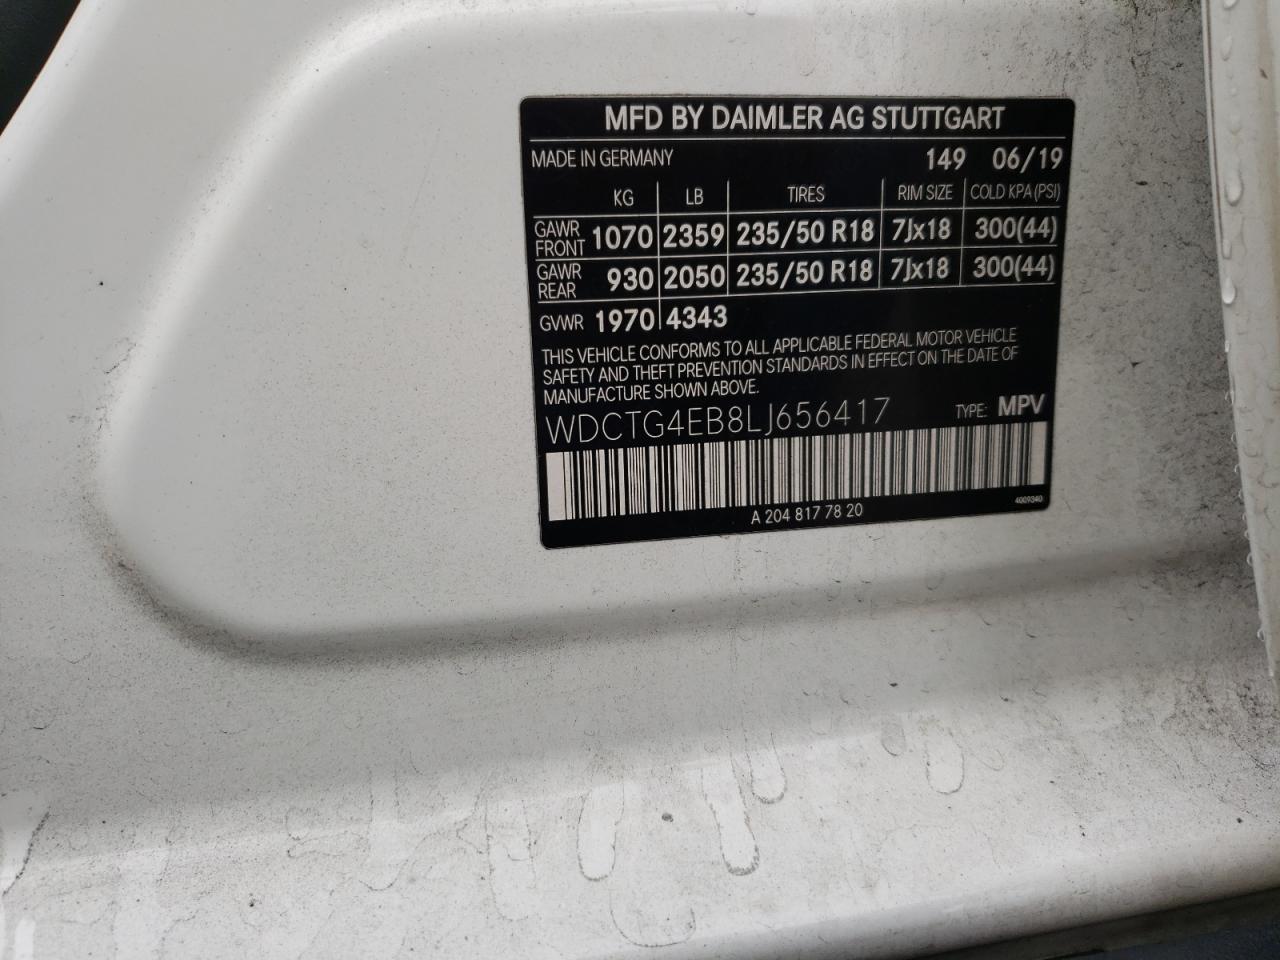 MFD BY DAIMLER AG STUTTGART
MADE IN GERMANY 149 06/19
KG LB TIRES RIM SIZE COLD KPA(PSI)
GAWR FRONT 1070 2359 235/50 R18 7Jx18 300(44)
GAWR REAR 930 2050 235/50 R18 7Jx18 300(44)
GVWR 1970 4343
THIS VEHICLE CONFORMS TO ALL APPLICABLE FEDERAL MOTOR VEHICLE
SAFETY AND THEFT PREVENTION STANDARDS IN EFFECT ON THE DATE OF
MANUFACTURE SHOWN ABOVE.
WDCTG4EB8LJ656417 TYPE: MPV
A 204 817 78 20 4009340